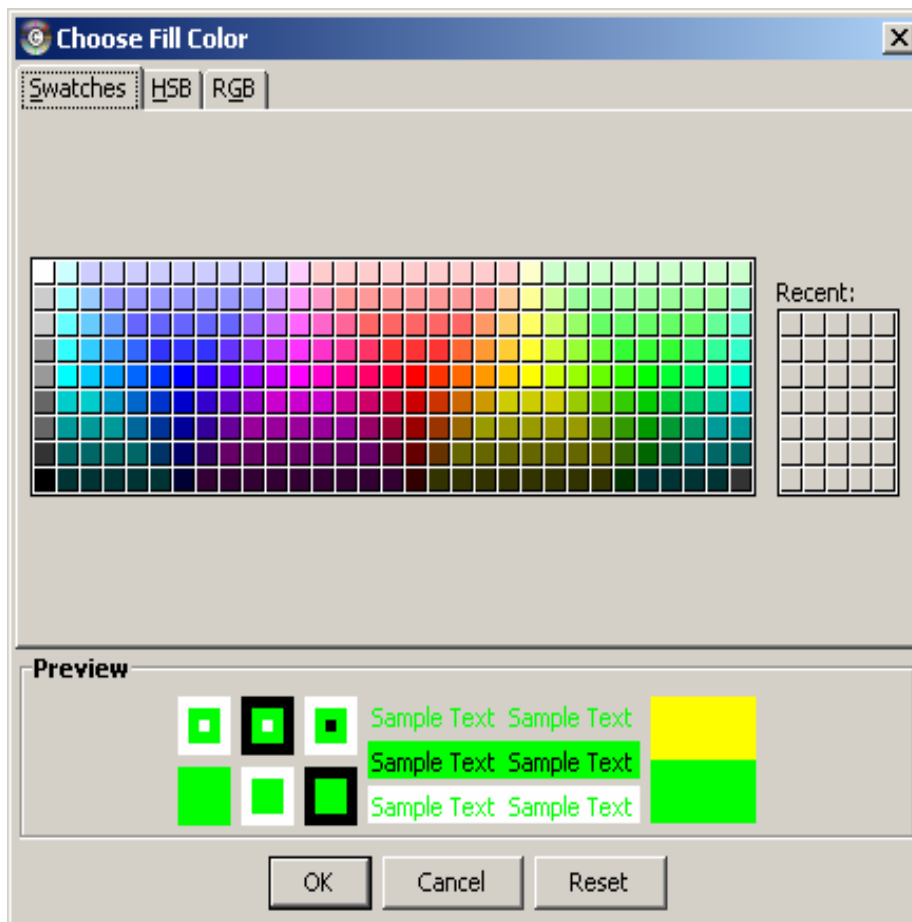 Choose Fill Color
Swatches HSB RGB
Recent:
Preview
Sample Text Sample Text
Sample Text Sample Text
Sample Text Sample Text
OK Cancel Reset